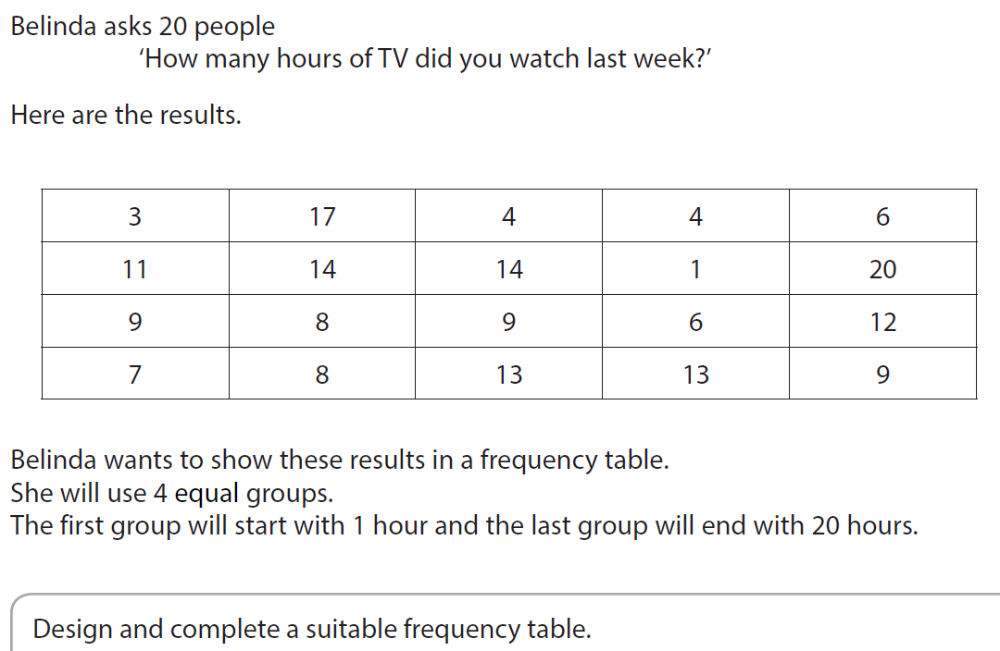 Belinda asks 20 people
‘How many hours of TV did you watch last week?’
Here are the results.
3 17 4 4 6
11 14 14 1 20
9 8 9 6 12
7 8 13 13 9
Belinda wants to show these results in a frequency table.
She will use 4 equal groups.
The first group will start with 1 hour and the last group will end with 20 hours.
Design and complete a suitable frequency table.